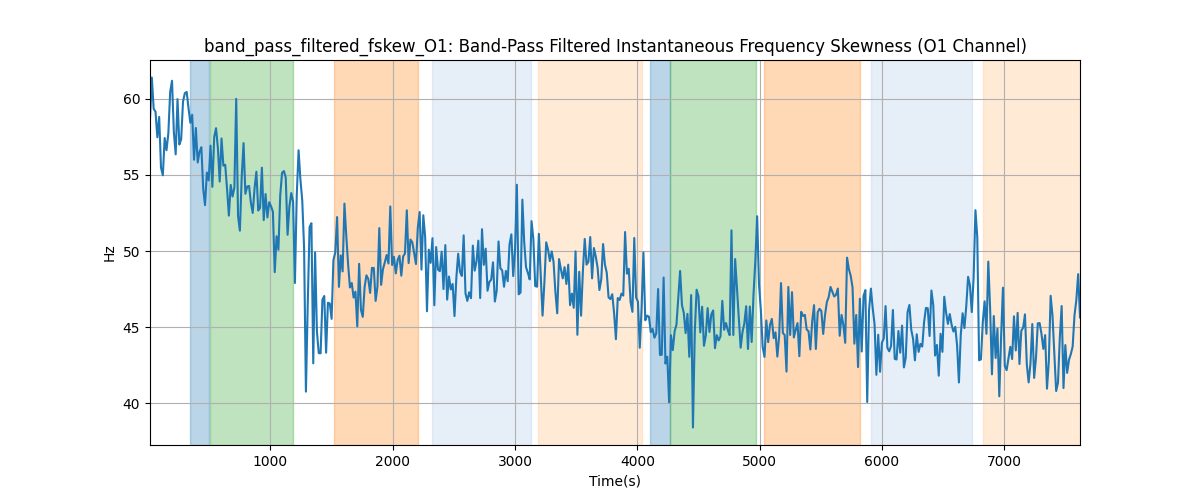 band_pass_filtered_fskew_O1: Band-Pass Filtered Instantaneous Frequency Skewness (O1 Channel)
60
55
50
45
40
Hz
1000 2000 3000 4000 5000 6000 7000
Time(s)